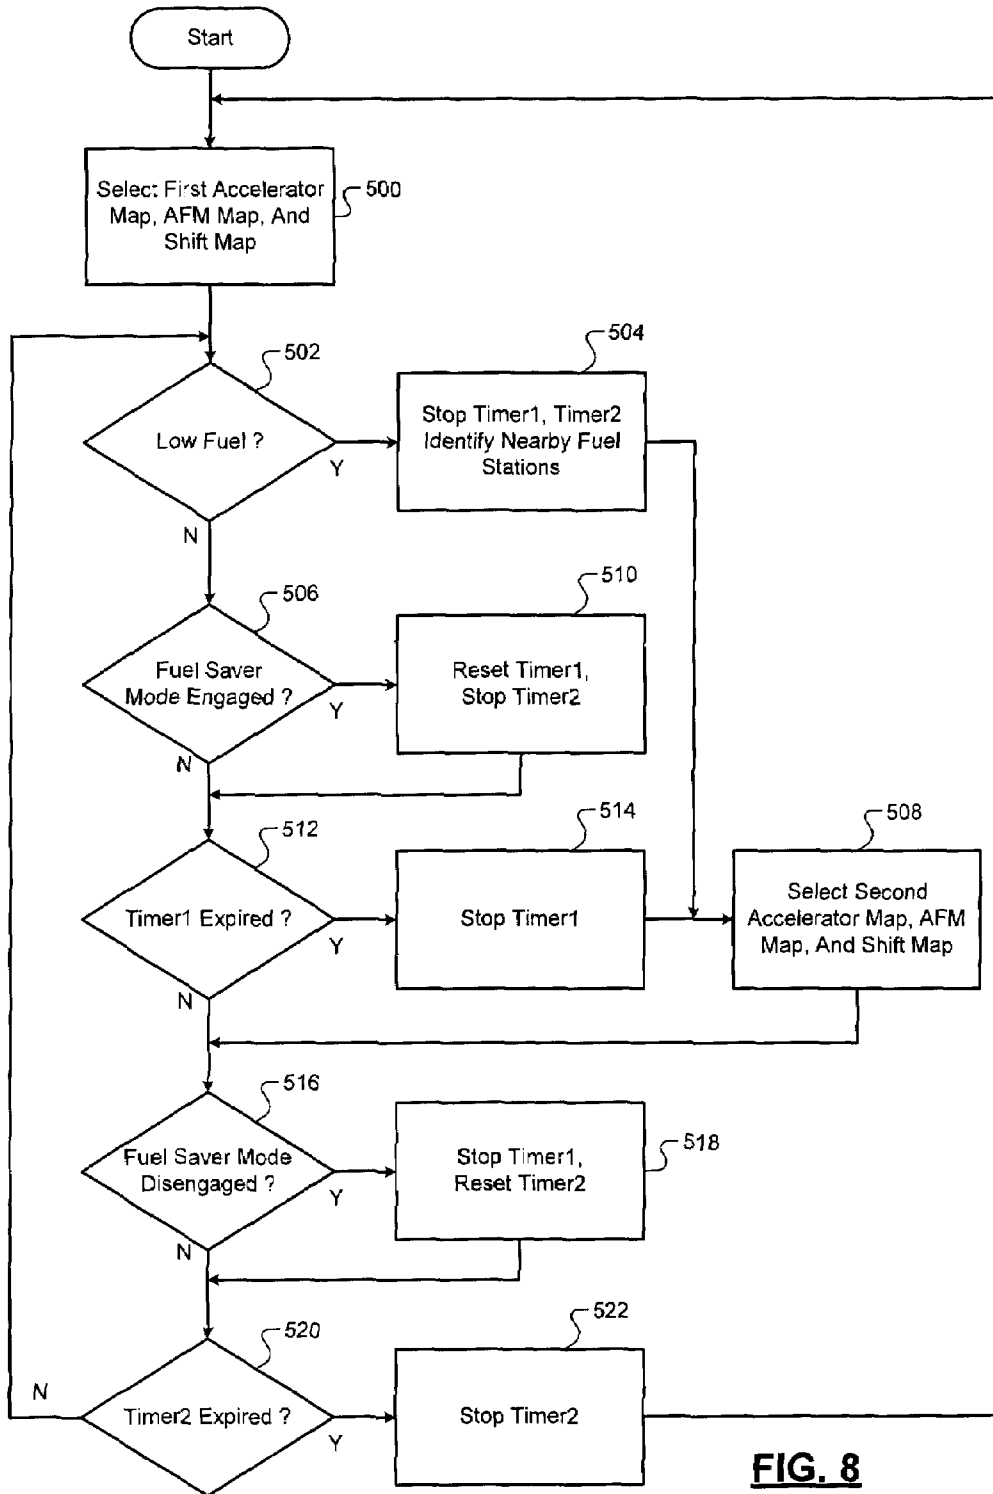 Start
Select First Accelerator
Map, AFM Map, And
Shift Map
500
502
Low Fuel ?
Y
N
504
Stop Timer1, Timer2
Identify Nearby Fuel
Stations
506
Fuel Saver
Mode Engaged ?
Y
N
510
Reset Timer1,
Stop Timer2
512
Timer1 Expired ?
Y
N
514
Stop Timer1
508
Select Second
Accelerator Map, AFM
Map, And Shift Map
516
Fuel Saver Mode
Disengaged ?
Y
N
518
Stop Timer1,
Reset Timer2
520
Timer2 Expired ?
N
Y
522
Stop Timer2
FIG. 8